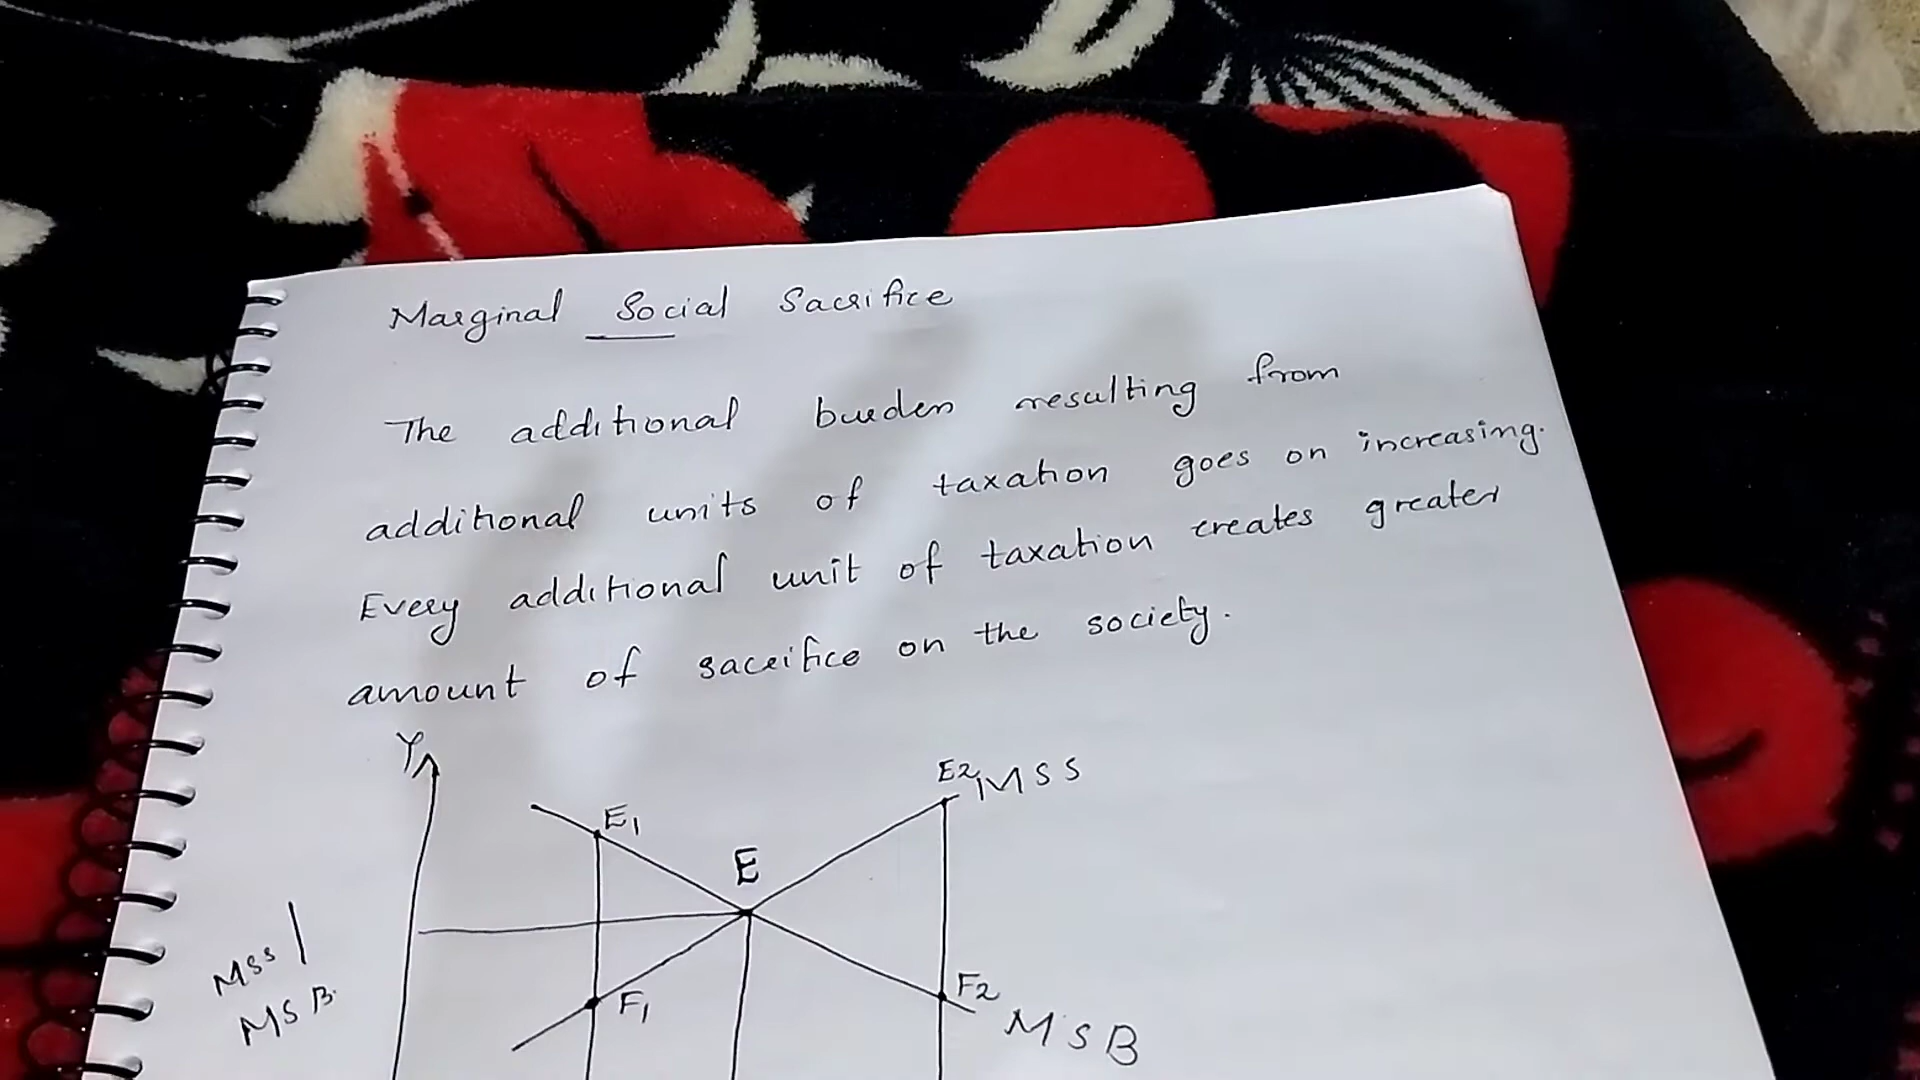 Marginal Social Sacrifice
The additional burden resulting from
additional units of taxation goes on increasing.
Every additional unit of taxation creates greater
amount of sacrifice on the society.
Y
E2 MSS
E1
E
MSS/
MSB.
F1
F2
MSB